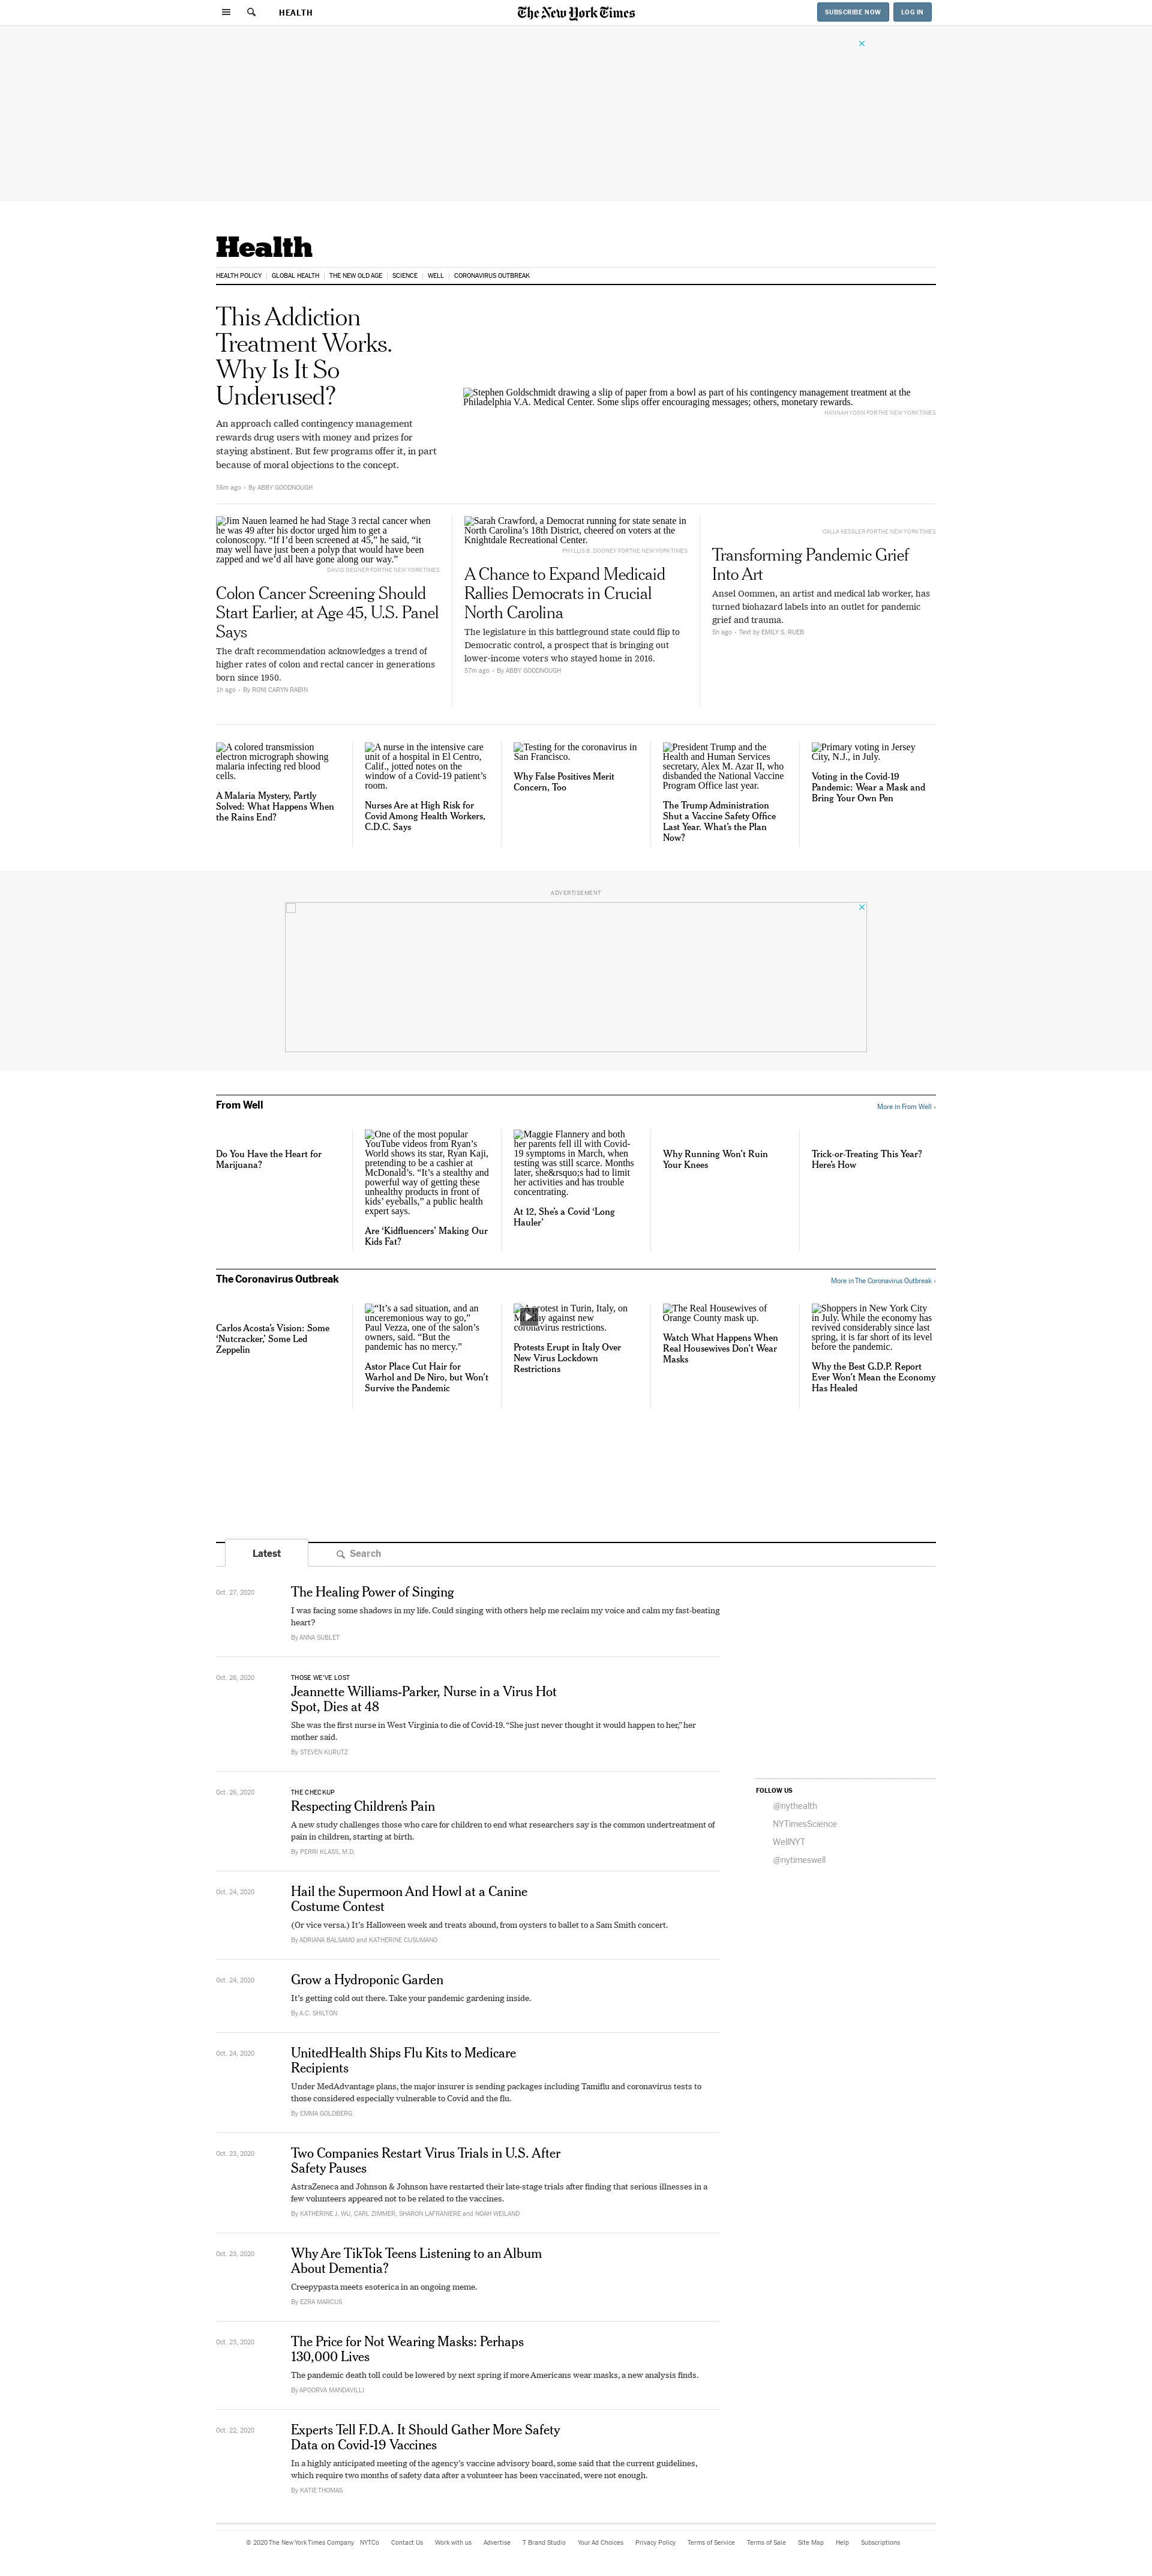 HEALTH
The New York Times
SUBSCRIBE NOW
LOG IN
Health
HEALTH POLICY
GLOBAL HEALTH
THE NEW OLD AGE
SCIENCE
WELL
CORONAVIRUS OUTBREAK
This Addiction
Treatment Works.
Why Is It So
Underused?
An approach called contingency management
rewards drug users with money and prizes for
staying abstinent. But few programs offer it, in part
because of moral objections to the concept.
55m ago • By ABBY GOODNOUGH
Stephen Goldschmidt drawing a slip of paper from a bowl as part of his contingency management treatment at the
Philadelphia V.A. Medical Center. Some slips offer encouraging messages; others, monetary rewards.
HANNAH YOON FOR THE NEW YORK TIMES
Jim Nauen learned he had Stage 3 rectal cancer when
he was 49 after his doctor urged him to get a
colonoscopy. “If I’d been screened at 45,” he said, “it
may well have just been a polyp that would have been
zapped and we’d all have gone along our way.”
DAVID DEGNER FOR THE NEW YORK TIMES
Colon Cancer Screening Should
Start Earlier, at Age 45, U.S. Panel
Says
The draft recommendation acknowledges a trend of
higher rates of colon and rectal cancer in generations
born since 1950.
1h ago • By RONI CARYN RABIN
Sarah Crawford, a Democrat running for state senate in
North Carolina’s 18th District, cheered on voters at the
Knightdale Recreational Center.
PHYLLIS B. DOONEY FOR THE NEW YORK TIMES
A Chance to Expand Medicaid
Rallies Democrats in Crucial
North Carolina
The legislature in this battleground state could flip to
Democratic control, a prospect that is bringing out
lower-income voters who stayed home in 2016.
57m ago • By ABBY GOODNOUGH
CALLA KESSLER FOR THE NEW YORK TIMES
Transforming Pandemic Grief
Into Art
Ansel Oommen, an artist and medical lab worker, has
turned biohazard labels into an outlet for pandemic
grief and trauma.
5h ago • Text by EMILY S. RUEB
A colored transmission
electron micrograph showing
malaria infecting red blood
cells.
A Malaria Mystery, Partly
Solved: What Happens When
the Rains End?
A nurse in the intensive care
unit of a hospital in El Centro,
Calif., jotted notes on the
window of a Covid-19 patient’s
room.
Nurses Are at High Risk for
Covid Among Health Workers,
C.D.C. Says
Testing for the coronavirus in
San Francisco.
Why False Positives Merit
Concern, Too
President Trump and the
Health and Human Services
secretary, Alex M. Azar II, who
disbanded the National Vaccine
Program Office last year.
The Trump Administration
Shut a Vaccine Safety Office
Last Year. What’s the Plan
Now?
Primary voting in Jersey
City, N.J., in July.
Voting in the Covid-19
Pandemic: Wear a Mask and
Bring Your Own Pen
ADVERTISEMENT
From Well
More in From Well ›
Do You Have the Heart for
Marijuana?
One of the most popular
YouTube videos from Ryan’s
World shows its star, Ryan Kaji,
pretending to be a cashier at
McDonald’s. “It’s a stealthy and
powerful way of getting these
unhealthy products in front of
kids’ eyeballs,” a public health
expert says.
Are ‘Kidfluencers’ Making Our
Kids Fat?
Maggie Flannery and both
her parents fell ill with Covid-
19 symptoms in March, when
testing was still scarce. Months
later, she&rsquo;s had to limit
her activities and has trouble
concentrating.
At 12, She’s a Covid ‘Long
Hauler’
Why Running Won’t Ruin
Your Knees
Trick-or-Treating This Year?
Here’s How
The Coronavirus Outbreak
More in The Coronavirus Outbreak ›
Carlos Acosta’s Vision: Some
‘Nutcracker,’ Some Led
Zeppelin
“It’s a sad situation, and an
unceremonious way to go,”
Paul Vezza, one of the salon’s
owners, said. “But the
pandemic has no mercy.”
Astor Place Cut Hair for
Warhol and De Niro, but Won’t
Survive the Pandemic
protest in Turin, Italy, on
against new
coronavirus restrictions.
Protests Erupt in Italy Over
New Virus Lockdown
Restrictions
The Real Housewives of
Orange County mask up.
Watch What Happens When
Real Housewives Don’t Wear
Masks
Shoppers in New York City
in July. While the economy has
revived considerably since last
spring, it is far short of its level
before the pandemic.
Why the Best G.D.P. Report
Ever Won’t Mean the Economy
Has Healed
Latest
Search
Oct. 27, 2020
The Healing Power of Singing
I was facing some shadows in my life. Could singing with others help me reclaim my voice and calm my fast-beating
heart?
By ANNA SUBLET
Oct. 26, 2020
THOSE WE’VE LOST
Jeannette Williams-Parker, Nurse in a Virus Hot
Spot, Dies at 48
She was the first nurse in West Virginia to die of Covid-19. “She just never thought it would happen to her,” her
mother said.
By STEVEN KURUTZ
Oct. 26, 2020
THE CHECKUP
Respecting Children’s Pain
A new study challenges those who care for children to end what researchers say is the common undertreatment of
pain in children, starting at birth.
By PERRI KLASS, M.D.
FOLLOW US
@nythealth
NYTimesScience
WellNYT
@nytimeswell
Oct. 24, 2020
Hail the Supermoon And Howl at a Canine
Costume Contest
(Or vice versa.) It’s Halloween week and treats abound, from oysters to ballet to a Sam Smith concert.
By ADRIANA BALSAMO and KATHERINE CUSUMANO
Oct. 24, 2020
Grow a Hydroponic Garden
It’s getting cold out there. Take your pandemic gardening inside.
By A.C. SHILTON
Oct. 24, 2020
UnitedHealth Ships Flu Kits to Medicare
Recipients
Under MedAdvantage plans, the major insurer is sending packages including Tamiflu and coronavirus tests to
those considered especially vulnerable to Covid and the flu.
By EMMA GOLDBERG
Oct. 23, 2020
Two Companies Restart Virus Trials in U.S. After
Safety Pauses
AstraZeneca and Johnson & Johnson have restarted their late-stage trials after finding that serious illnesses in a
few volunteers appeared not to be related to the vaccines.
By KATHERINE J. WU, CARL ZIMMER, SHARON LAFRANIERE and NOAH WEILAND
Oct. 23, 2020
Why Are TikTok Teens Listening to an Album
About Dementia?
Creepypasta meets esoterica in an ongoing meme.
By EZRA MARCUS
Oct. 23, 2020
The Price for Not Wearing Masks: Perhaps
130,000 Lives
The pandemic death toll could be lowered by next spring if more Americans wear masks, a new analysis finds.
By APOORVA MANDAVILLI
Oct. 22, 2020
Experts Tell F.D.A. It Should Gather More Safety
Data on Covid-19 Vaccines
In a highly anticipated meeting of the agency’s vaccine advisory board, some said that the current guidelines,
which require two months of safety data after a volunteer has been vaccinated, were not enough.
By KATIE THOMAS
© 2020 The New York Times Company NYTCo Contact Us Work with us Advertise T Brand Studio Your Ad Choices Privacy Policy Terms of Service Terms of Sale Site Map Help Subscriptions